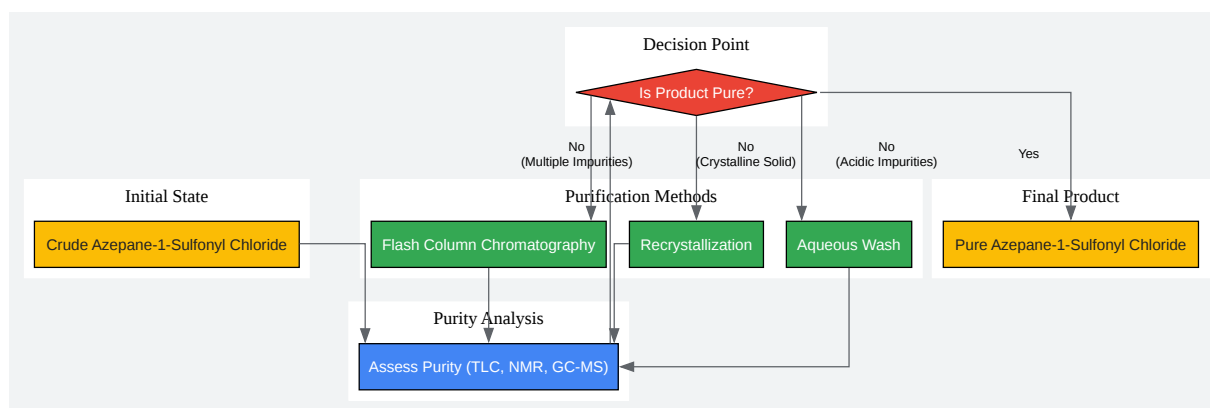 Decision Point
Is Product Pure?
No
(Multiple Impurities)
No
(Crystalline Solid)
No
(Acidic Impurities)
Yes
Initial State
Crude Azepane-1-Sulfonyl Chloride
Purification Methods
Flash Column Chromatography
Recrystallization
Aqueous Wash
Final Product
Pure Azepane-1-Sulfonyl Chloride
Purity Analysis
Assess Purity (TLC, NMR, GC-MS)